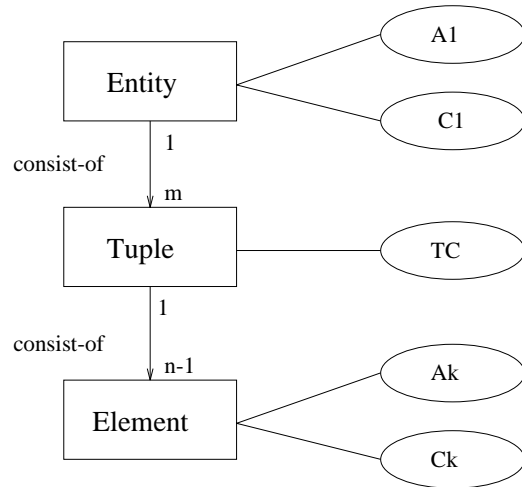 A1
Entity
C1
1
consist-of
m
Tuple
TC
1
consist-of
n-1
Ak
Element
Ck